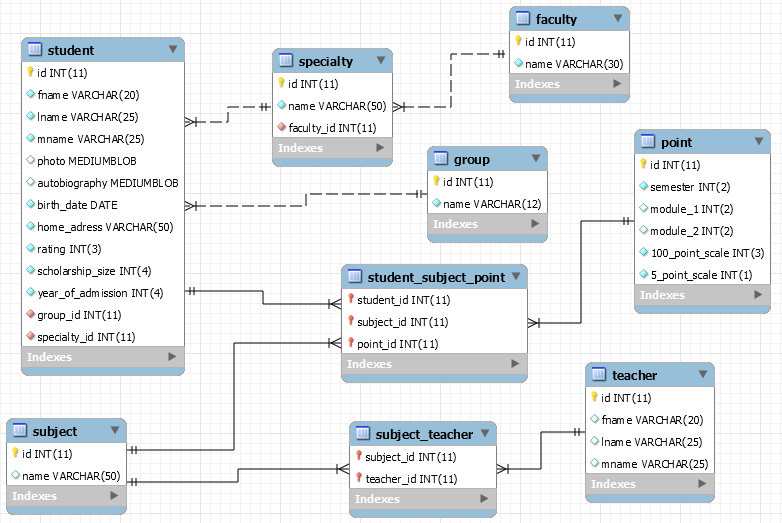 student
id INT(11)
fname VARCHAR(20)
lname VARCHAR(25)
mname VARCHAR(25)
photo MEDIUMBLOB
autobiography MEDIUMBLOB
birth_date DATE
home_adress VARCHAR(50)
rating INT(3)
scholarship_size INT(4)
year_of_admission INT(4)
group_id INT(11)
specialty_id INT(11)
Indexes
specialty
id INT(11)
name VARCHAR(50)
faculty_id INT(11)
Indexes
faculty
id INT(11)
name VARCHAR(30)
Indexes
group
id INT(11)
name VARCHAR(12)
Indexes
point
id INT(11)
semester INT(2)
module_1 INT(2)
module_2 INT(2)
100_point_scale INT(3)
5_point_scale INT(1)
Indexes
student_subject_point
student_id INT(11)
subject_id INT(11)
point_id INT(11)
Indexes
subject
id INT(11)
name VARCHAR(50)
Indexes
subject_teacher
subject_id INT(11)
teacher_id INT(11)
Indexes
teacher
id INT(11)
fname VARCHAR(20)
lname VARCHAR(25)
mname VARCHAR(25)
Indexes